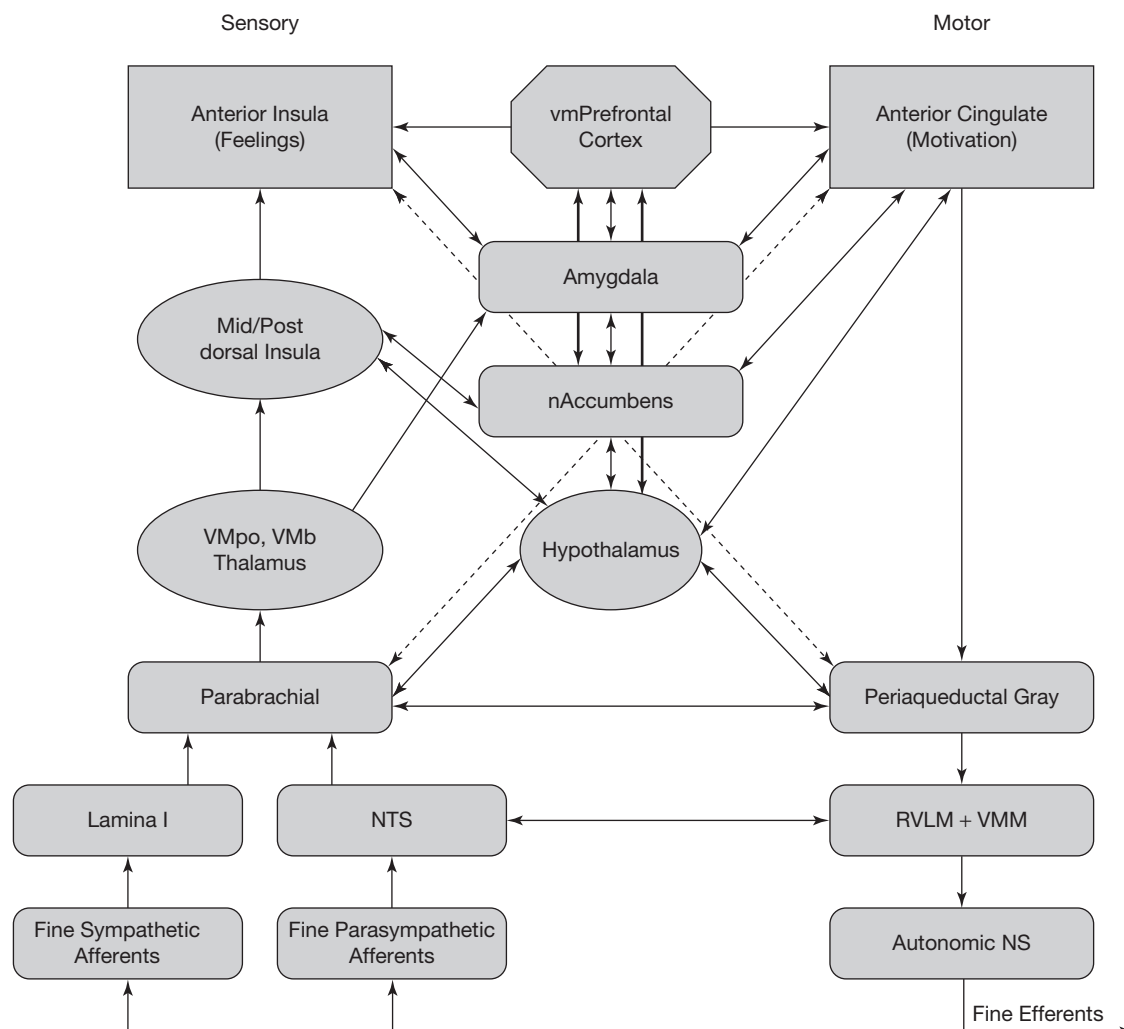 Sensory
Motor
Anterior Insula
(Feelings)
vmPrefrontal
Cortex
Anterior Cingulate
(Motivation)
Amygdala
Mid/Post
dorsal Insula
nAccumbens
VMpo, VMb
Thalamus
Hypothalamus
Parabrachial
Periaqueductal Gray
Lamina I
NTS
RVLM + VMM
Fine Sympathetic
Afferents
Fine Parasympathetic
Afferents
Autonomic NS
Fine Efferents